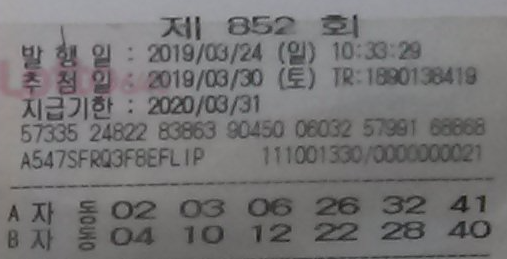 제 852 회
발 행 일 : 2019/03/24 (일) 10:33:29
추 첨 일 : 2019/03/30 (토) TR:1890138419
지급기한 : 2020/03/31
57335 24822 83863 90450 06032 57991 68868
A547SFRQ3F8EFLIP 111001330/0000000021
A 자 동 02 03 06 26 32 41
B 자 동 04 10 12 22 28 40